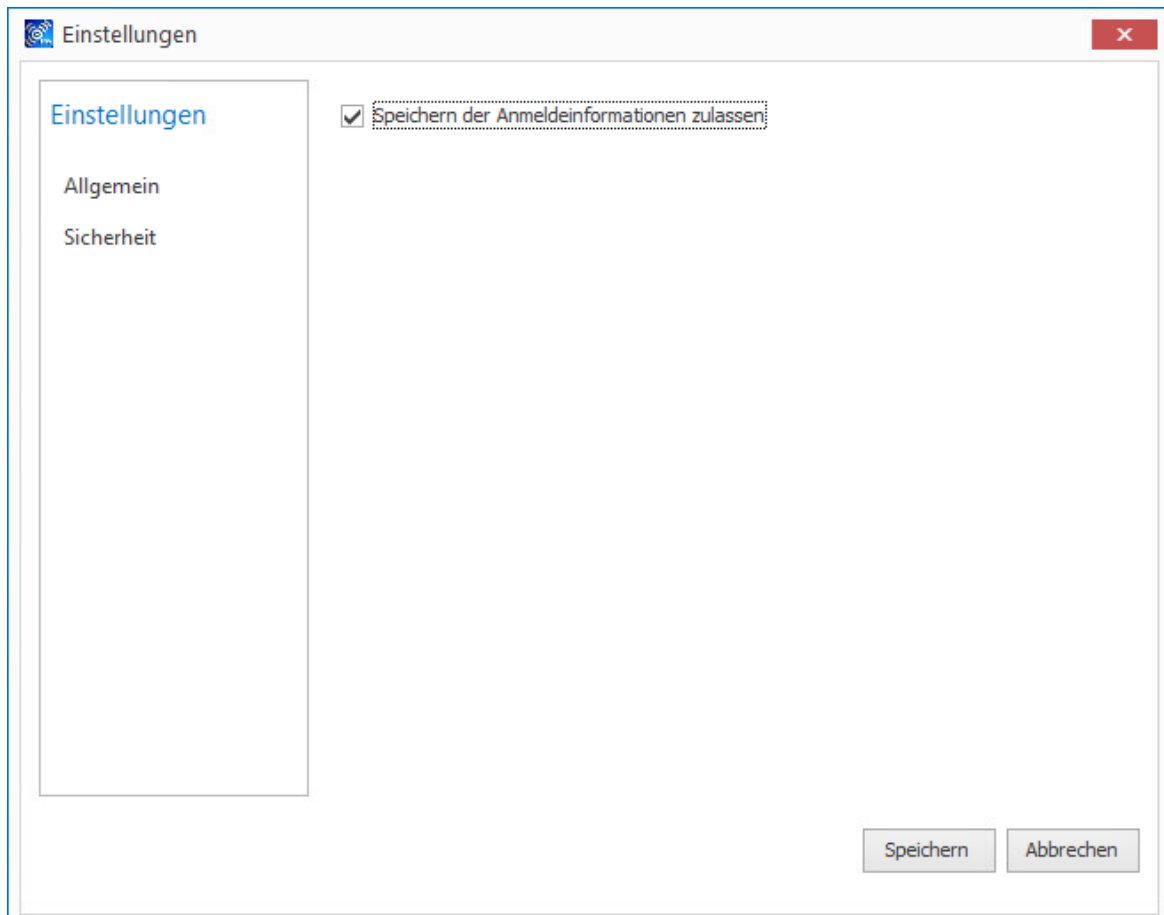 Einstellungen
Einstellungen
Allgemein
Sicherheit
Speichern der Anmeldeinformationen zulassen
Speichern
Abbrechen